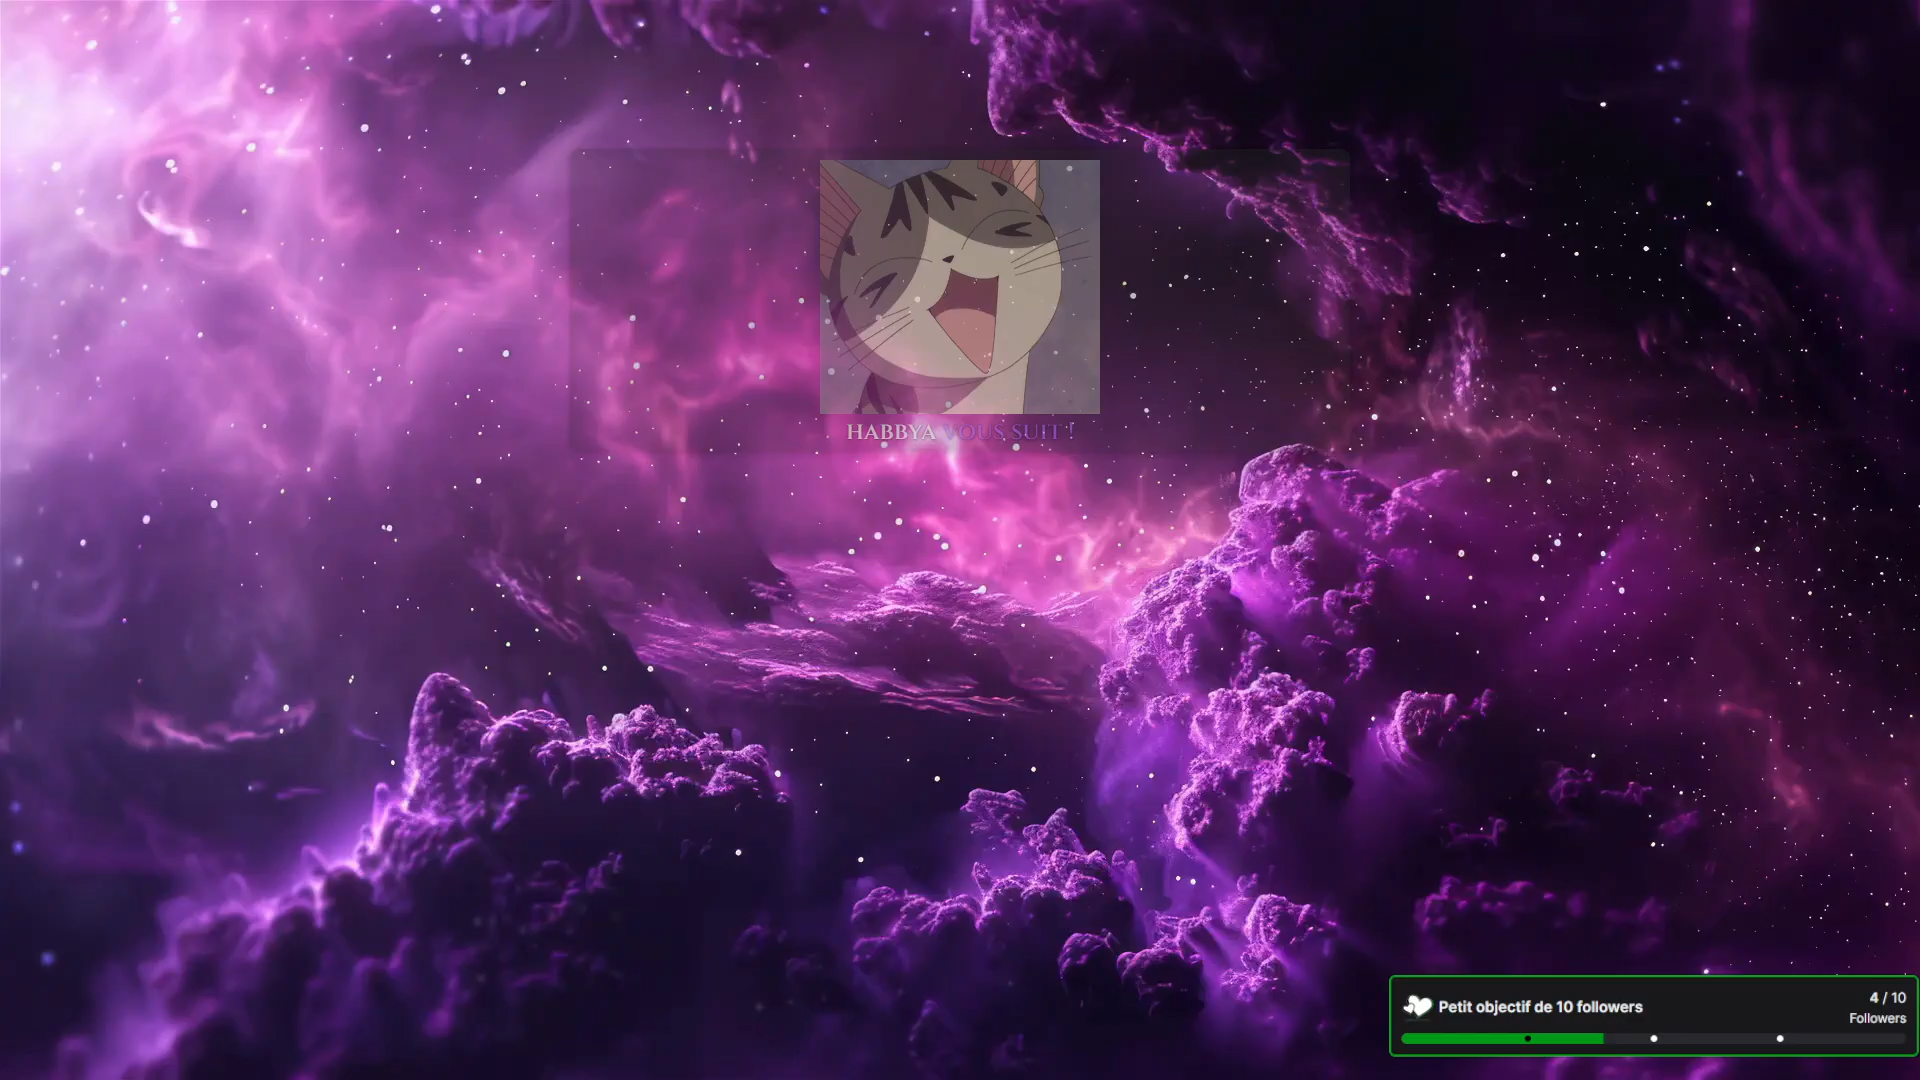 HABBYA VOUS SUIT !
Petit objectif de 10 followers
4 / 10
Followers